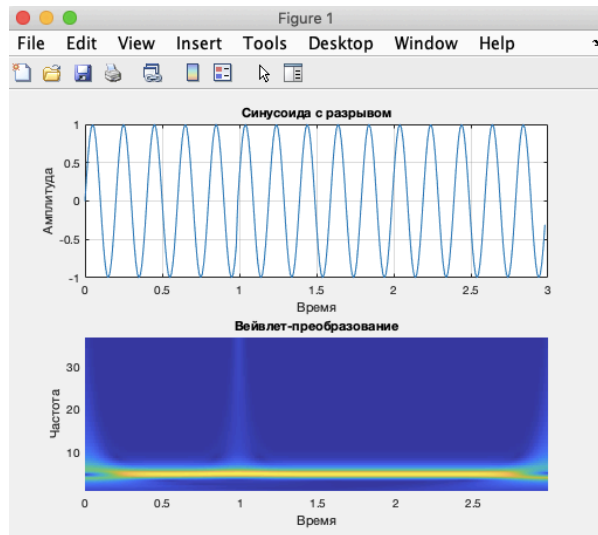 Figure 1
File Edit View Insert Tools Desktop Window Help
Синусоида с разрывом
Амплитуда
1
0.5
0
-0.5
-1
0 0.5 1 1.5 2 2.5 3
Время
Вейвлет-преобразование
Частота
30
20
10
0 0.5 1 1.5 2 2.5
Время